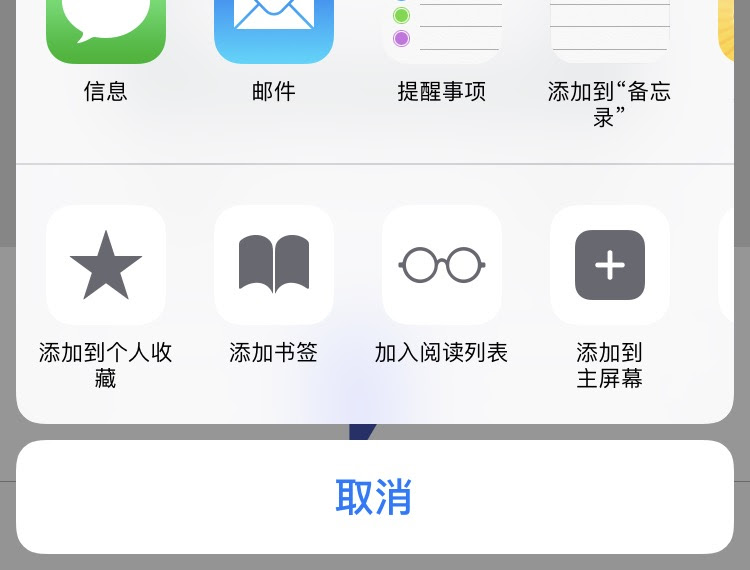 信息
邮件
提醒事项
添加到“备忘
录”
添加到个人收
藏
添加书签
加入阅读列表
添加到
主屏幕
取消